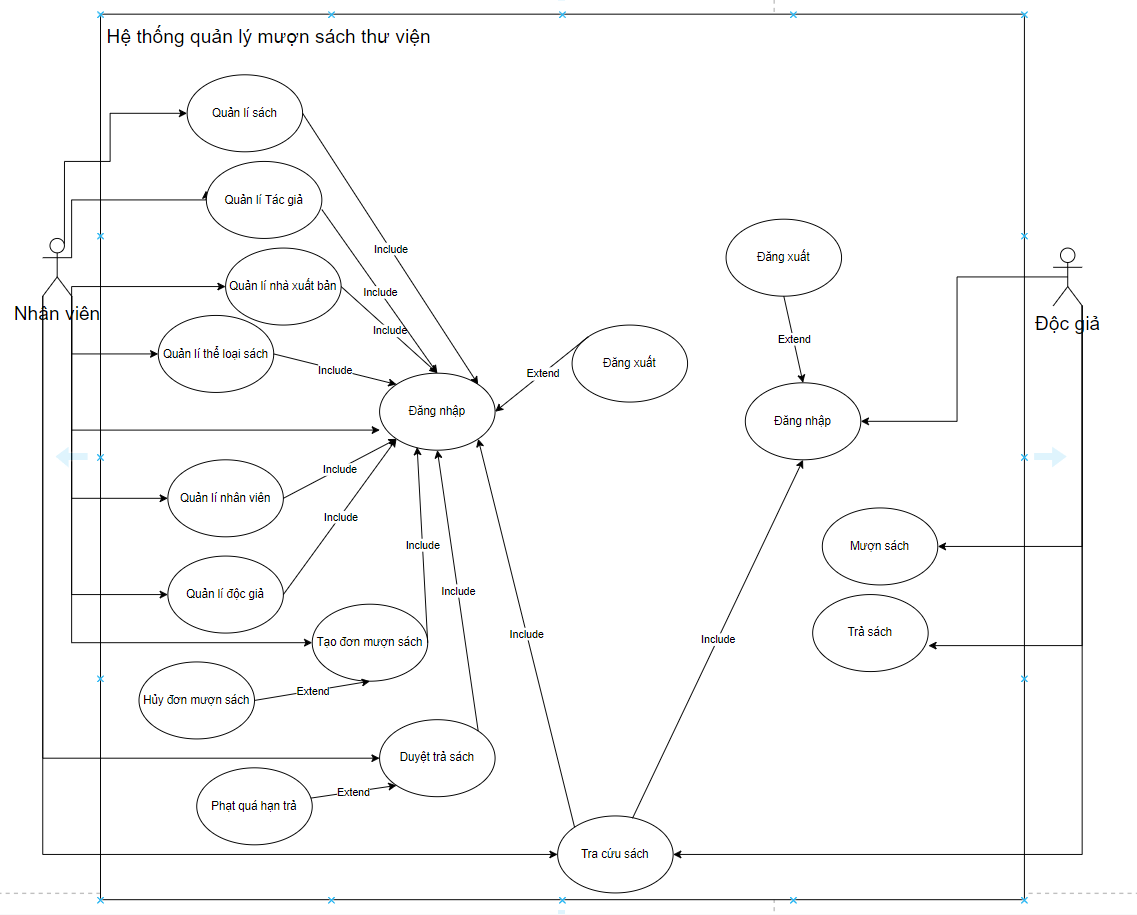 Hệ thống quản lý mượn sách thư viện
Quản lí sách
Quản lí Tác giả
Include
Đăng xuất
Quản lí nhà xuất bản
Include
Nhân viên
Độc giả
Include
Extend
Quản lí thể loại sách
Include
Extend
Đăng xuất
Đăng nhập
Đăng nhập
Include
Quản lí nhân viên
Include
Include
Mượn sách
Quản lí độc giả
Include
Include
Include
Trả sách
Tạo đơn mượn sách
Extend
Hủy đơn mượn sách
Duyệt trả sách
Extend
Phạt quá hạn trả
Tra cứu sách